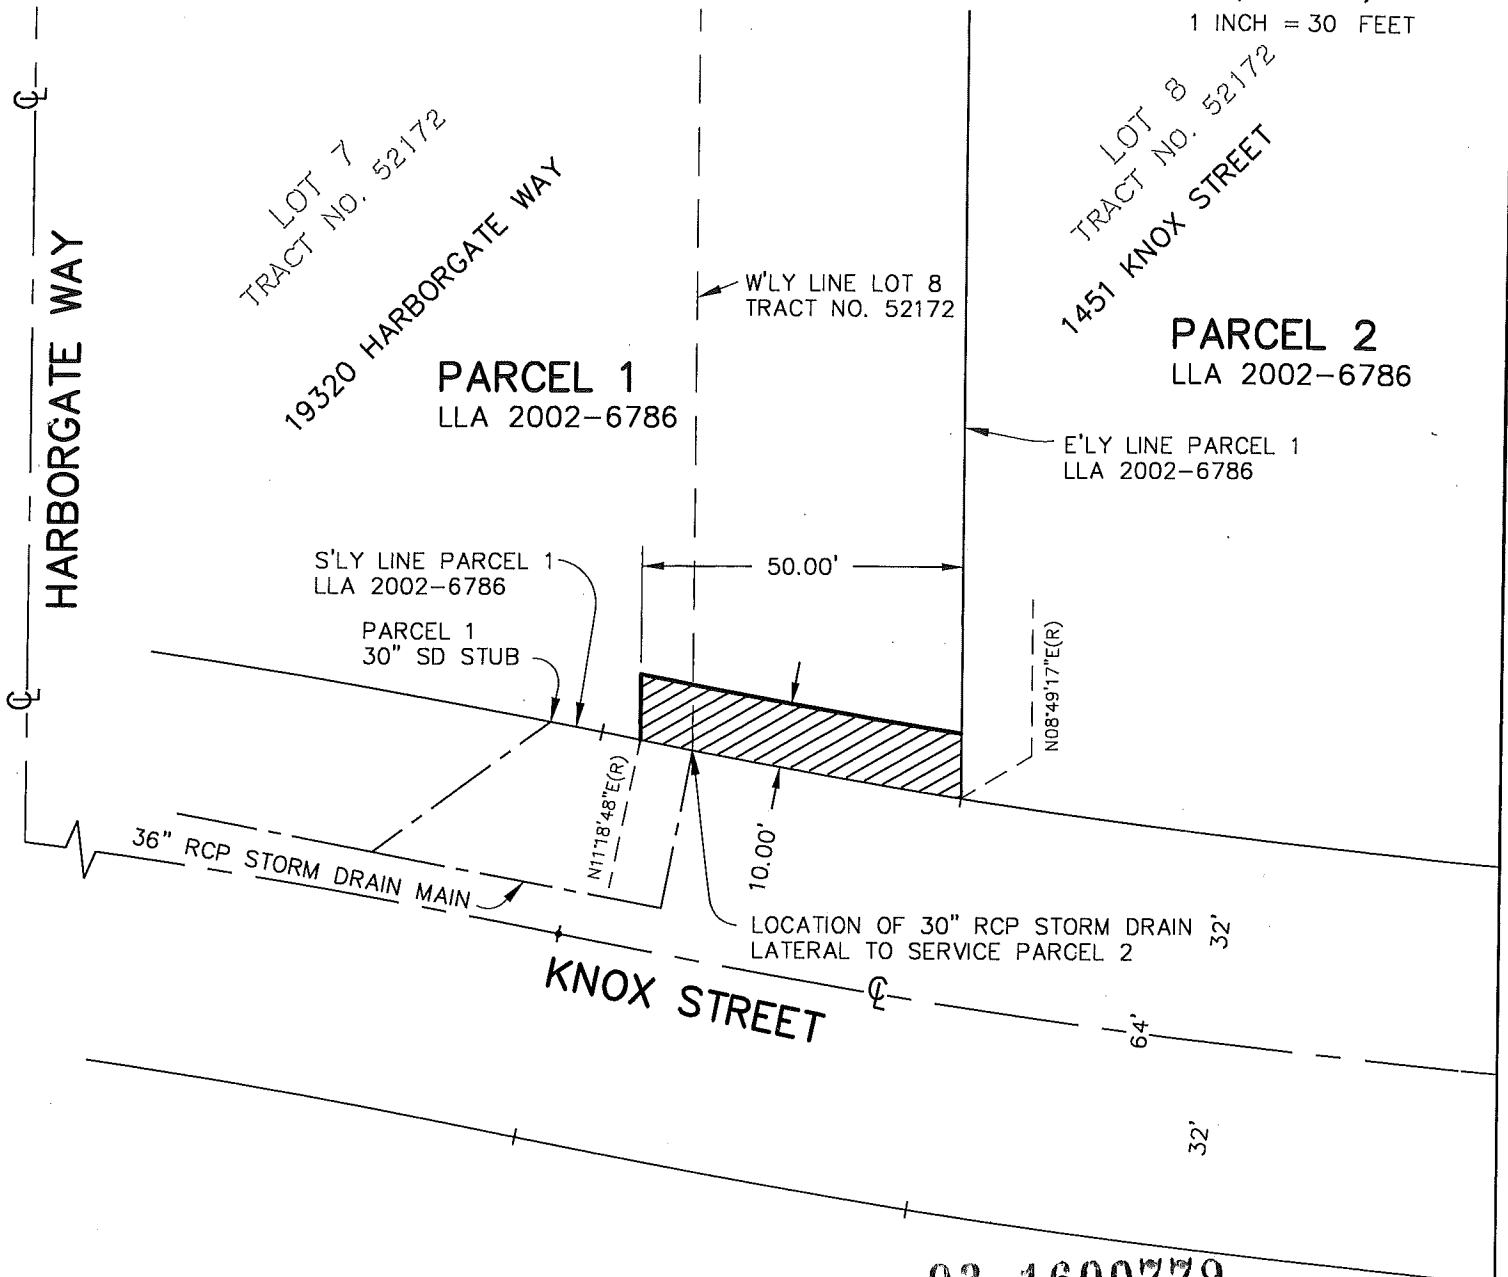 1 INCH = 30 FEET
LOT 7
TRACT NO. 52172
19320 HARBORGATE WAY
LOT 8
TRACT NO. 52172
1451 KNOX STREET
HARBORGATE WAY
W'LY LINE LOT 8
TRACT NO. 52172
PARCEL 1
LLA 2002-6786
PARCEL 2
LLA 2002-6786
E'LY LINE PARCEL 1
LLA 2002-6786
S'LY LINE PARCEL 1
LLA 2002-6786
50.00'
PARCEL 1
30" SD STUB
N08°49'17"E(R)
N11°18'48"E(R)
10.00'
36" RCP STORM DRAIN MAIN
LOCATION OF 30" RCP STORM DRAIN
LATERAL TO SERVICE PARCEL 2
32'
KNOX STREET
64'
32'